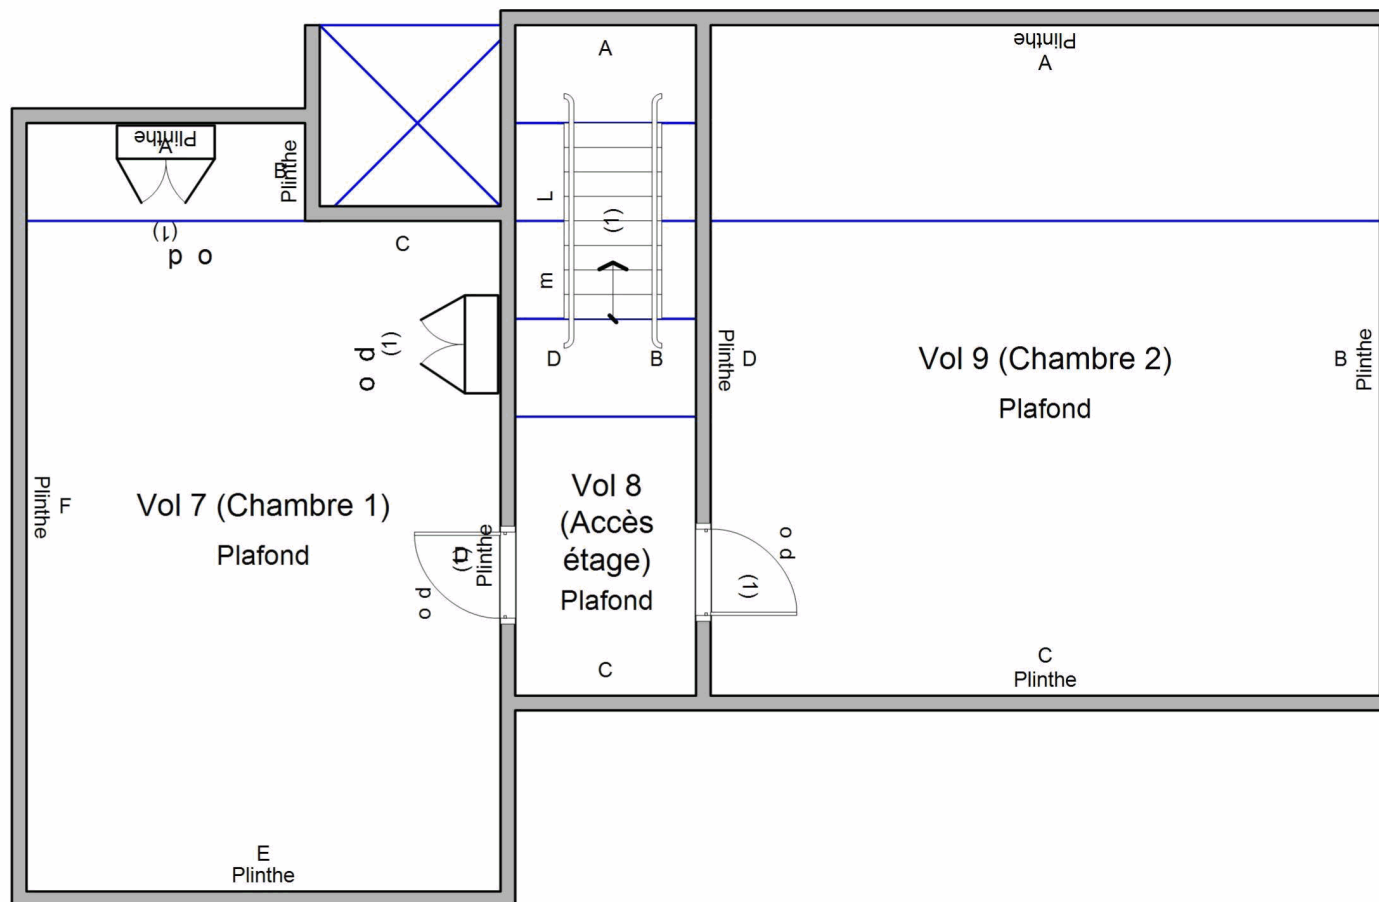 A
Plinthe
A
Plinthe
A
B
Plinthe
(1)
o d
C
L
(1)
m
o d
(1)
D
B
Plinthe
D
Vol 9 (Chambre 2)
Plafond
B
Plinthe
Plinthe
F
Vol 7 (Chambre 1)
Plafond
Vol 8
(Accès
étage)
Plafond
D
(1)
Plinthe
o d
o d
(1)
C
C
Plinthe
E
Plinthe